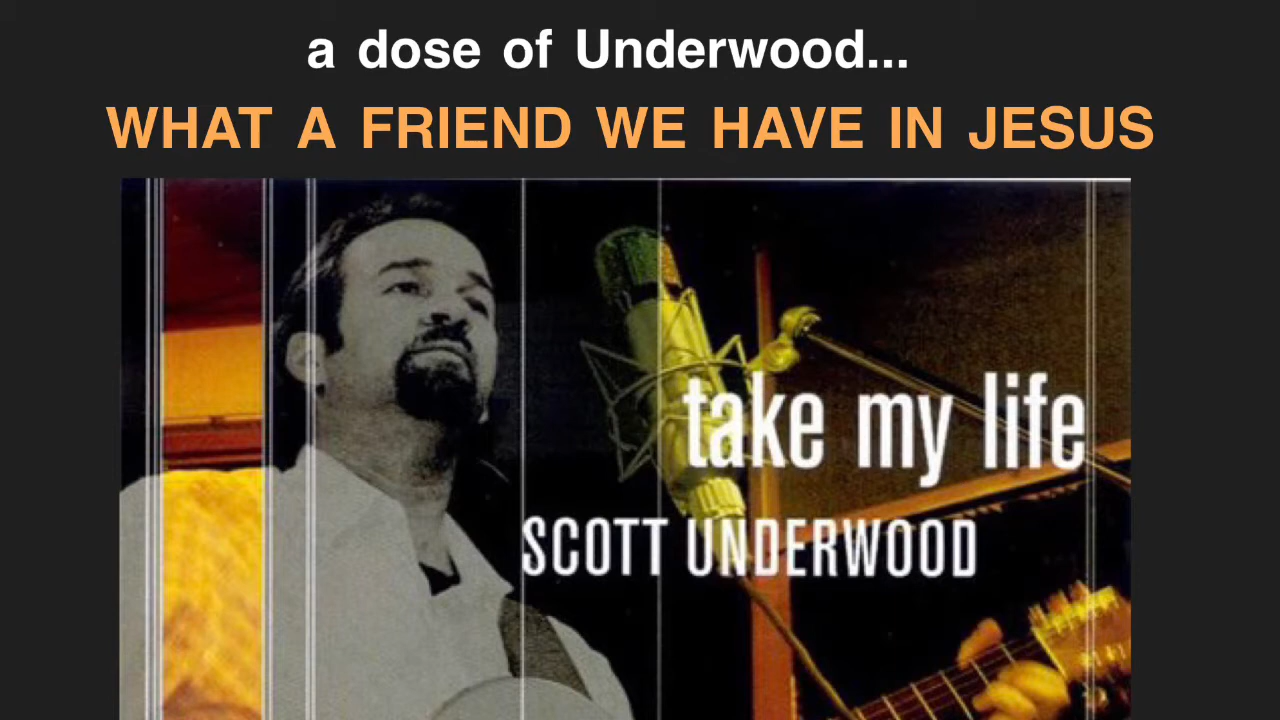 a dose of Underwood...
WHAT A FRIEND WE HAVE IN JESUS
take my life
SCOTT UNDERWOOD